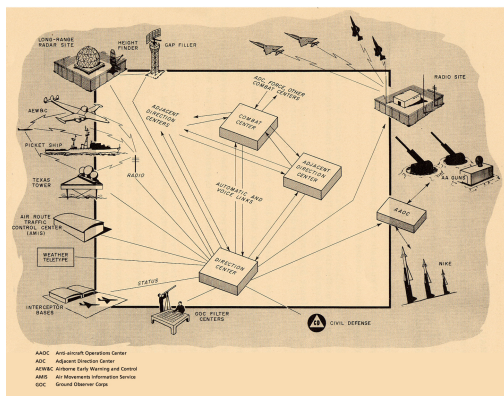 LONG-RANGE
RADAR SITE
HEIGHT
FINDER
GAP FILLER
ADC FORCE, OTHER
COMBAT CENTERS
RADIO SITE
ADJACENT
DIRECTION
CENTERS
COMBAT
CENTER
AEW&C
PICKET SHIP
ADJACENT
DIRECTION
CENTER
AA GUNS
TEXAS
TOWER
RADIO
AUTOMATIC AND
VOICE LINKS
AADC
AIR ROUTE
TRAFFIC
CONTROL CENTER
(AMIS)
WEATHER
TELETYPE
DIRECTION
CENTER
STATUS
NIKE
INTERCEPTOR
BASES
GOC FILTER
CENTERS
CD
CIVIL DEFENSE
AAOC Anti-aircraft Operations Center
ADC Adjacent Direction Center
AEW&C Airborne Early Warning and Control
AMIS Air Movements Information Service
GOC Ground Observer Corps